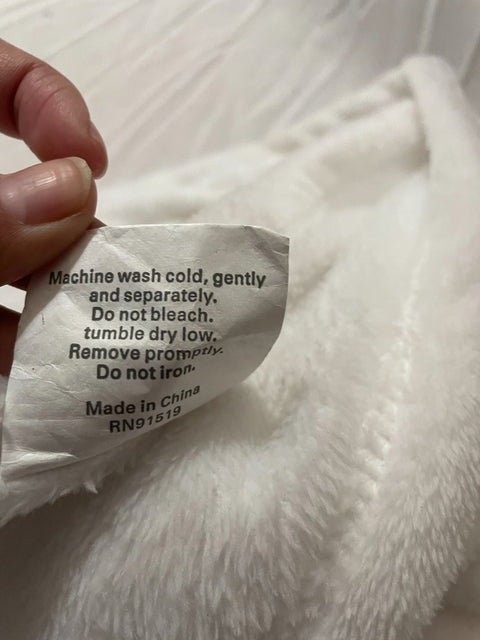 Machine wash cold, gently
and separately.
Do not bleach.
tumble dry low.
Remove promptly.
Do not iron.
Made in China
RN91519